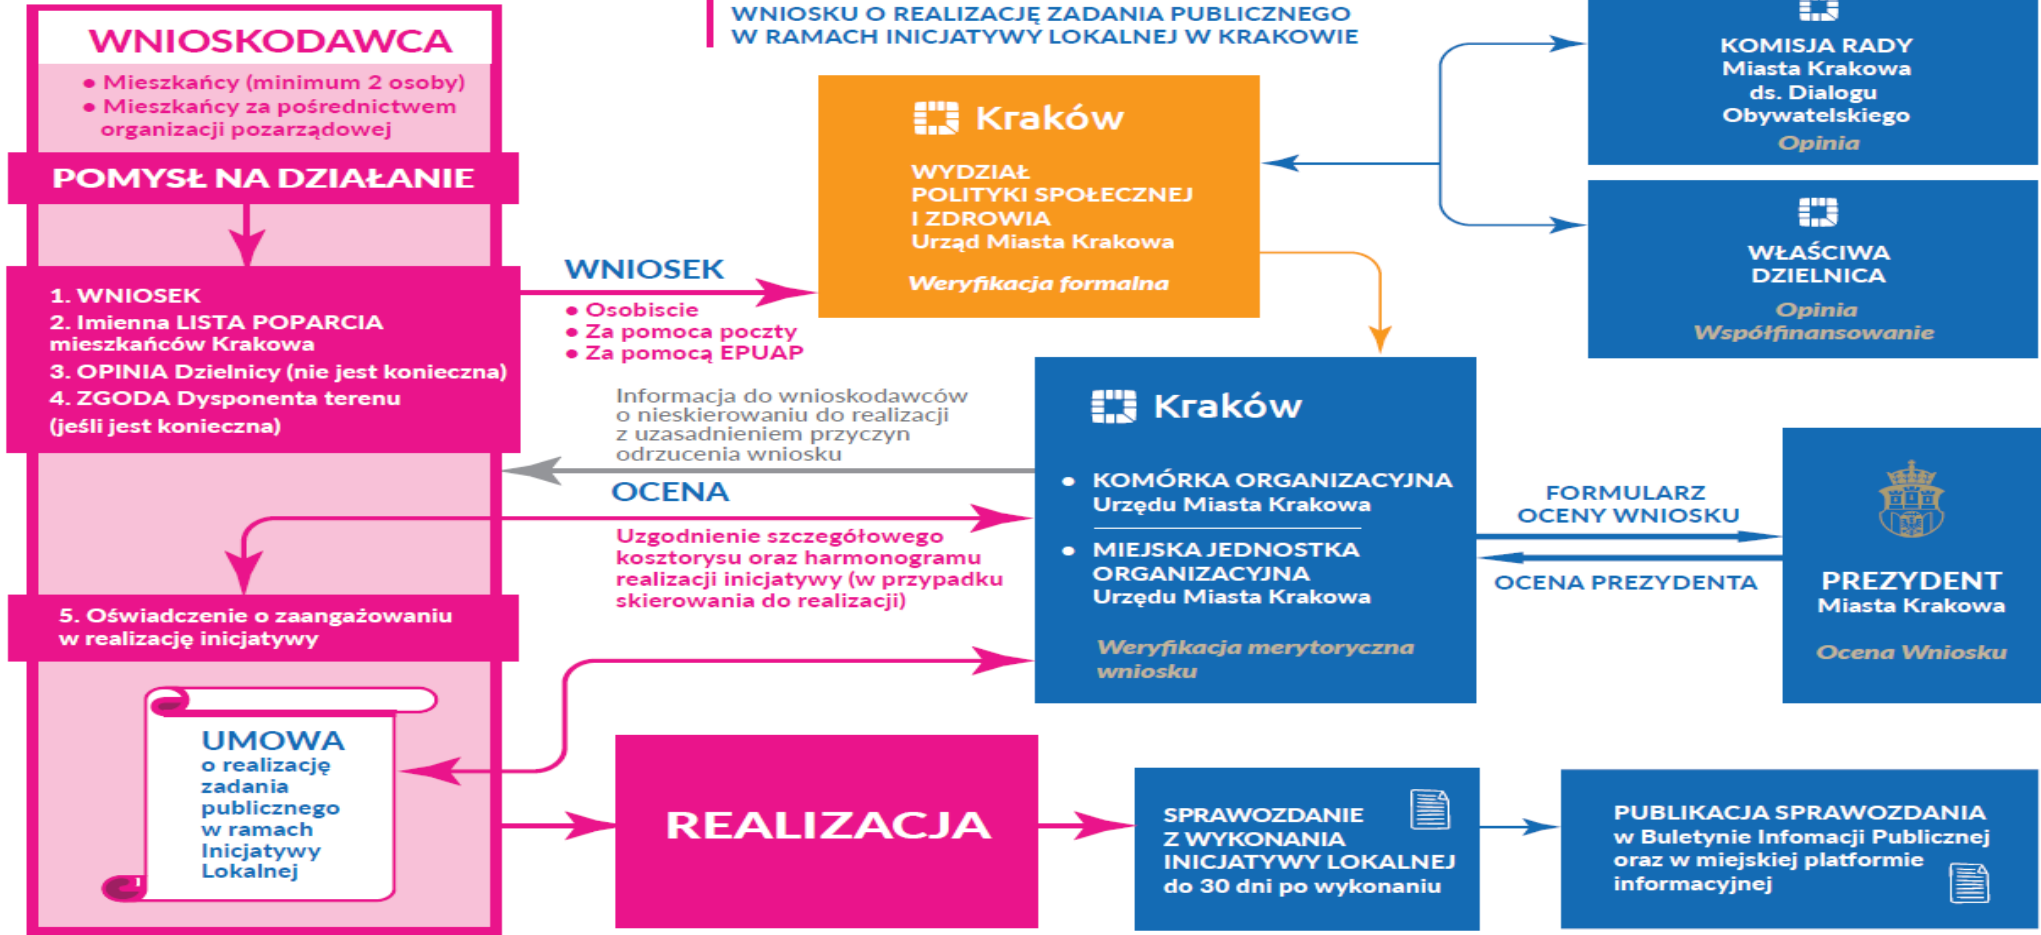 WNIOSKODAWCA
● Mieszkańcy (minimum 2 osoby)
● Mieszkańcy za pośrednictwem
organizacji pozarządowej
POMYSŁ NA DZIAŁANIE
1. WNIOSEK
2. Imienna LISTA POPARCIA
mieszkańców Krakowa
3. OPINIA Dzielnicy (nie jest konieczna)
4. ZGODA Dysponenta terenu
(jeśli jest konieczna)
5. Oświadczenie o zaangażowaniu
w realizację inicjatywy
UMOWA
o realizację
zadania
publicznego
w ramach
Inicjatywy
Lokalnej
WNIOSKU O REALIZACJĘ ZADANIA PUBLICZNEGO
W RAMACH INICJATYWY LOKALNEJ W KRAKOWIE
WNIOSEK
● Osobiscie
● Za pomoca poczty
● Za pomocą EPUAP
Kraków
WYDZIAŁ
POLITYKI SPOŁECZNEJ
I ZDROWIA
Urząd Miasta Krakowa
Weryfikacja formalna
KOMISJA RADY
Miasta Krakowa
ds. Dialogu
Obywatelskiego
Opinia
WŁAŚCIWA
DZIELNICA
Opinia
Współfinansowanie
Informacja do wnioskodawców
o nieskierowaniu do realizacji
z uzasadnieniem przyczyn
odrzucenia wniosku
OCENA
Uzgodnienie szczegółowego
kosztorysu oraz harmonogramu
realizacji inicjatywy (w przypadku
skierowania do realizacji)
Kraków
● KOMÓRKA ORGANIZACYJNA
Urzędu Miasta Krakowa
● MIEJSKA JEDNOSTKA
ORGANIZACYJNA
Urzędu Miasta Krakowa
Weryfikacja merytoryczna
wniosku
FORMULARZ
OCENY WNIOSKU
OCENA PREZYDENTA
PREZYDENT
Miasta Krakowa
Ocena Wniosku
REALIZACJA
SPRAWOZDANIE
Z WYKONANIA
INICJATYWY LOKALNEJ
do 30 dni po wykonaniu
PUBLIKACJA SPRAWOZDANIA
w Buletynie Infomacji Publicznej
oraz w miejskiej platformie
informacyjnej